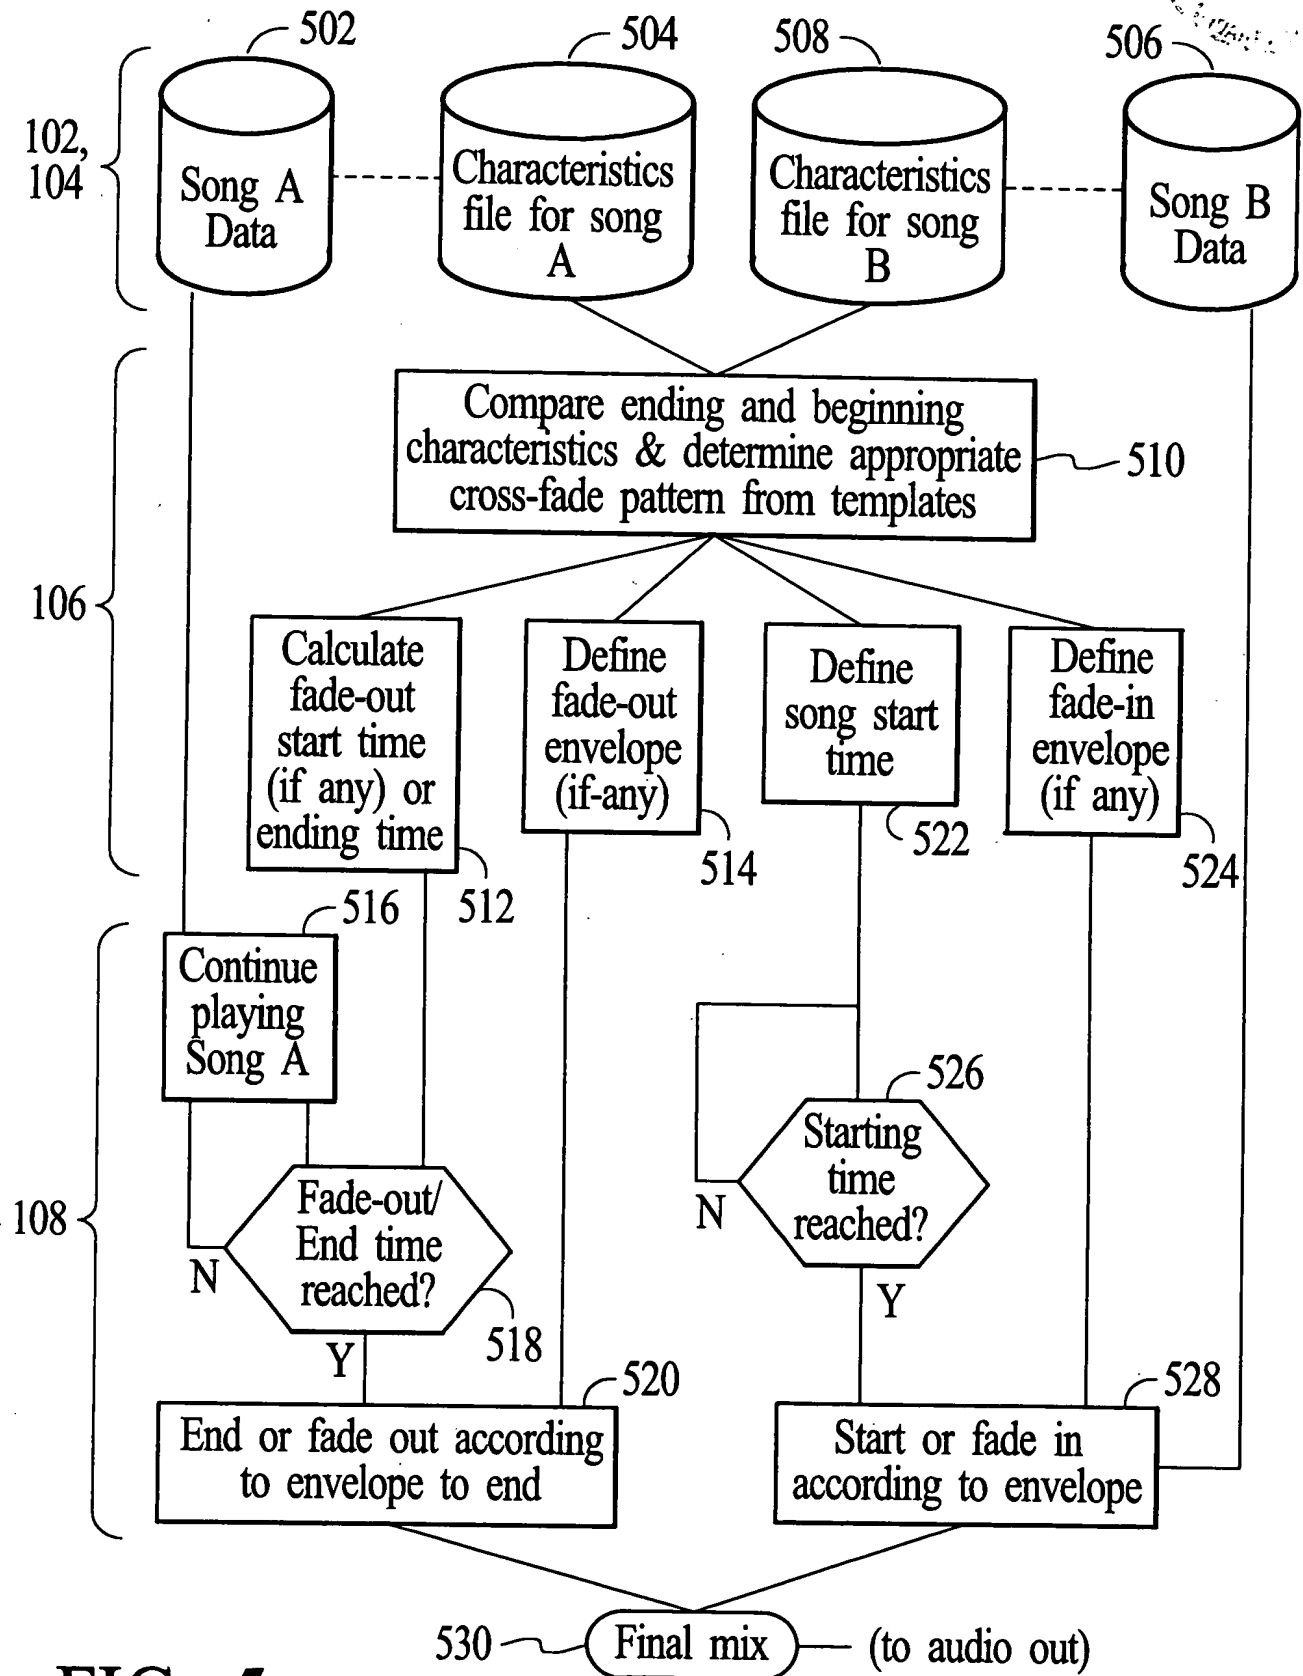 502
504
508
506
102,
104
Song A
Data
Characteristics
file for song
A
Characteristics
file for song
B
Song B
Data
Compare ending and beginning
characteristics & determine appropriate
cross-fade pattern from templates
510
106
Calculate
fade-out
start time
(if any) or
ending time
512
Define
fade-out
envelope
(if-any)
514
Define
song start
time
522
Define
fade-in
envelope
(if any)
524
516
Continue
playing
Song A
108
526
Starting
time
reached?
N
Y
Fade-out/
End time
reached?
N
518
Y
520
End or fade out according
to envelope to end
528
Start or fade in
according to envelope
530
Final mix
(to audio out)